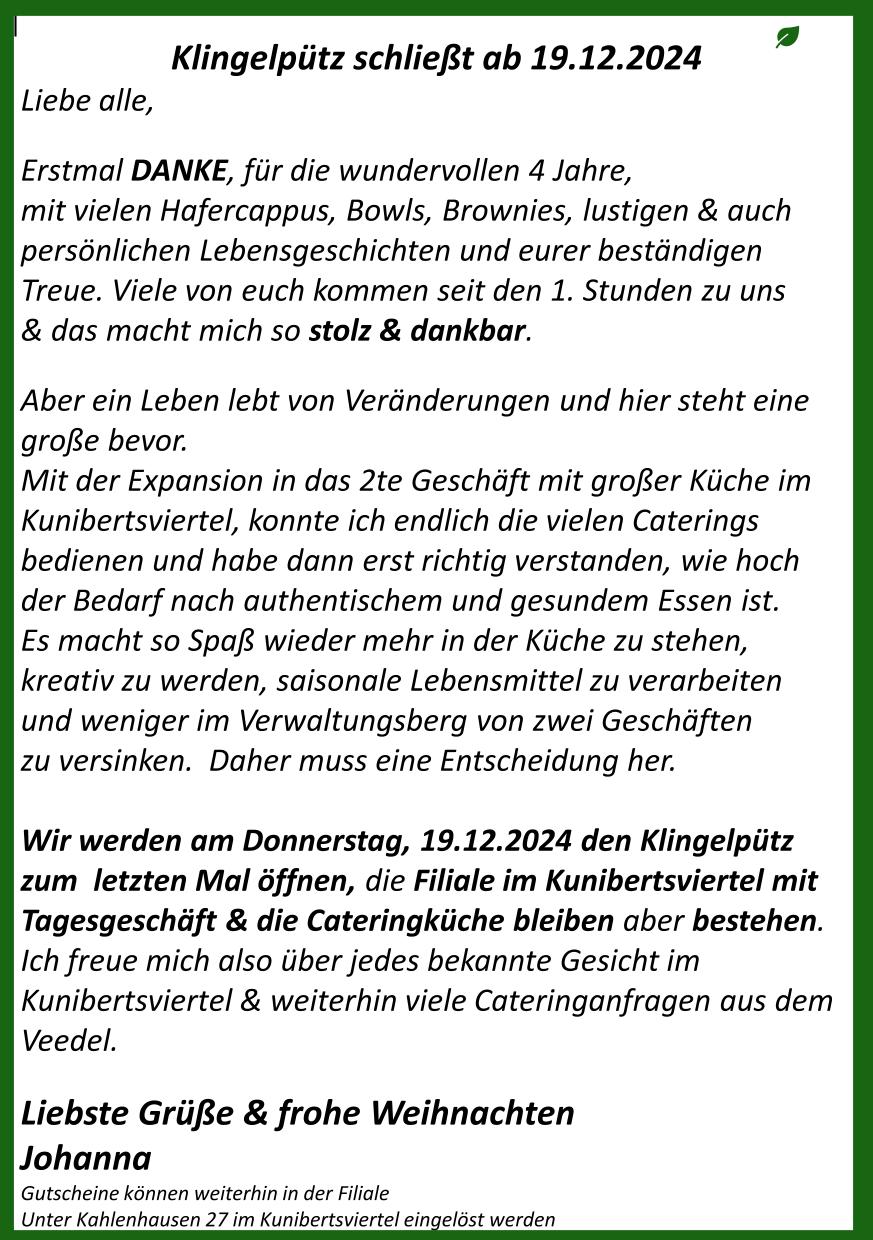 Klingelpütz schließt ab 19.12.2024
Liebe alle,
Erstmal DANKE, für die wundervollen 4 Jahre,
mit vielen Hafercappus, Bowls, Brownies, lustigen & auch
persönlichen Lebensgeschichten und eurer beständigen
Treue. Viele von euch kommen seit den 1. Stunden zu uns
& das macht mich so stolz & dankbar.
Aber ein Leben lebt von Veränderungen und hier steht eine
große bevor.
Mit der Expansion in das 2te Geschäft mit großer Küche im
Kunibertsviertel, konnte ich endlich die vielen Caterings
bedienen und habe dann erst richtig verstanden, wie hoch
der Bedarf nach authentischem und gesundem Essen ist.
Es macht so Spaß wieder mehr in der Küche zu stehen,
kreativ zu werden, saisonale Lebensmittel zu verarbeiten
und weniger im Verwaltungsberg von zwei Geschäften
zu versinken.  Daher muss eine Entscheidung her.
Wir werden am Donnerstag, 19.12.2024 den Klingelpütz
zum  letzten Mal öffnen, die Filiale im Kunibertsviertel mit
Tagesgeschäft & die Cateringküche bleiben aber bestehen.
Ich freue mich also über jedes bekannte Gesicht im
Kunibertsviertel & weiterhin viele Cateringanfragen aus dem
Veedel.
Liebste Grüße & frohe Weihnachten
Johanna
Gutscheine können weiterhin in der Filiale
Unter Kahlenhausen 27 im Kunibertsviertel eingelöst werden